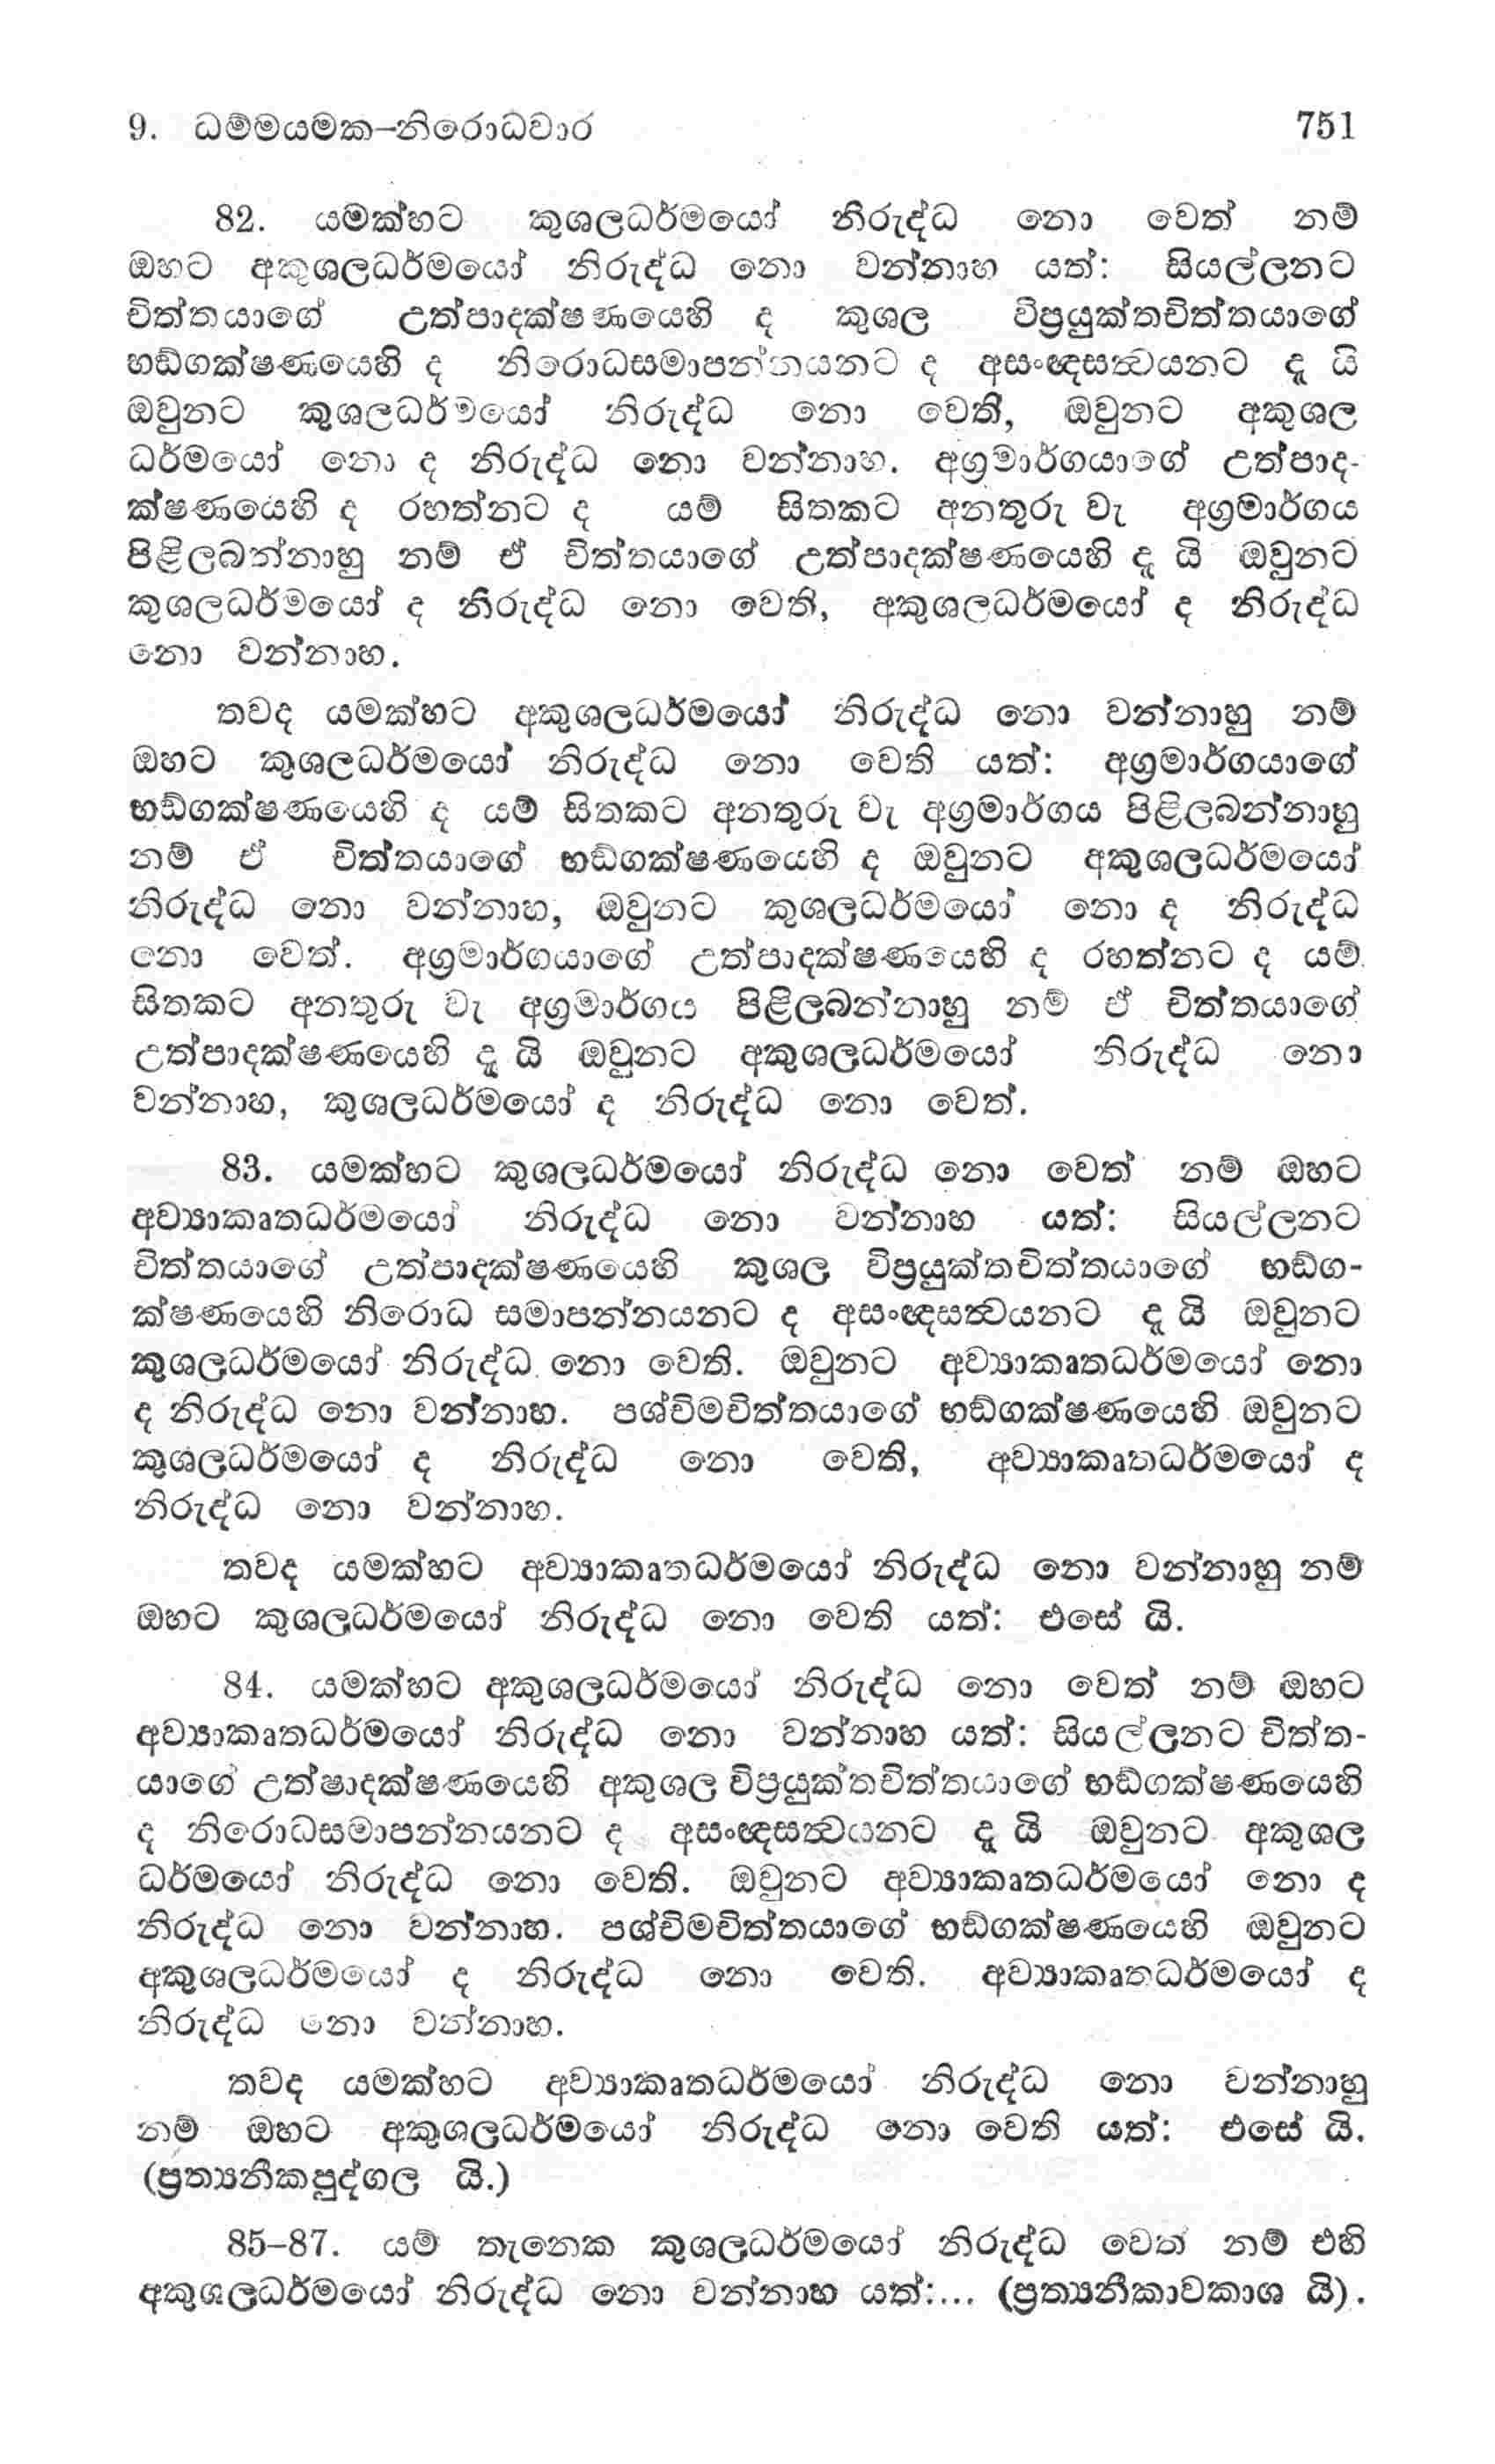 9. ධම්මයමක–නිරොධවාර 751
82. යමක්හට කුශලධර්මයෝ නිරුද්ධ නො වෙත් නම්
ඔහට අකුශලධර්මයෝ නිරුද්ධ නො වන්නාහ යත්: සියල්ලනට
චිත්තයාගේ උත්පාදක්ෂණයෙහි ද කුශල විප්‍රයුක්තචිත්තයාගේ
භඩ්ගක්ෂණයෙහි ද නිරොධසමාපන්නයනට ද අසංඥසත්‍වයනට දැ යි
ඔවුනට කුශලධර්මයෝ නිරුද්ධ නො වෙති, ඔවුනට අකුශල
ධර්මයෝ නො ද නිරුද්ධ නො වන්නාහ. අග්‍රමාර්ගයාගේ උත්පාද-
ක්ෂණයෙහි ද රහත්නට ද යම් සිතකට අනතුරු වැ අග්‍රමාර්ගය
පිළිලබන්නාහු නම් ඒ චිත්තයාගේ උත්පාදක්ෂණයෙහි දැ යි ඔවුනට
කුශලධර්මයෝ ද නිරුද්ධ නො වෙති, අකුශලධර්මයෝ ද නිරුද්ධ
නො වන්නාහ.
තවද යමක්හට අකුශලධර්මයෝ නිරුද්ධ නො වන්නාහු නම්
ඔහට කුශලධර්මයෝ නිරුද්ධ නො වෙති යත්: අග්‍රමාර්ගයාගේ
භඩ්ගක්ෂණයෙහි ද යම් සිතකට අනතුරු වැ අග්‍රමාර්ගය පිළිලබන්නාහු
නම් ඒ චිත්තයාගේ භඩ්ගක්ෂණයෙහි ද ඔවුනට අකුශලධර්මයෝ
නිරුද්ධ නො වන්නාහ, ඔවුනට කුශලධර්මයෝ නො ද නිරුද්ධ
නො වෙත්. අග්‍රමාර්ගයාගේ උත්පාදක්ෂණයෙහි ද රහත්නට ද යම්
සිතකට අනතුරු වැ අග්‍රමාර්ගය පිළිලබන්නාහු නම් ඒ චිත්තයාගේ
උත්පාදක්ෂණයෙහි දැ යි ඔවුනට අකුශලධර්මයෝ නිරුද්ධ නො
වන්නාහ, කුශලධර්මයෝ ද නිරුද්ධ නො වෙත්.
83. යමක්හට කුශලධර්මයෝ නිරුද්ධ නො වෙත් නම් ඔහට
අව්‍යාකෘතධර්මයෝ නිරුද්ධ නො වන්නාහ යත්: සියල්ලනට
චිත්තයාගේ උත්පාදක්ෂණයෙහි කුශල විප්‍රයුක්තචිත්තයාගේ භඩ්ග-
ක්ෂණයෙහි නිරොධ සමාපන්නයනට ද අසංඥසත්‍වයනට දැ යි ඔවුනට
කුශලධර්මයෝ නිරුද්ධ නො වෙති. ඔවුනට අව්‍යාකෘතධර්මයෝ නො
ද නිරුද්ධ නො වන්නාහ. පශ්චිමචිත්තයාගේ භඩ්ගක්ෂණයෙහි ඔවුනට
කුශලධර්මයෝ ද නිරුද්ධ නො වෙති, අව්‍යාකෘතධර්මයෝ ද
නිරුද්ධ නො වන්නාහ.
තවද යමක්හට අව්‍යාකෘතධර්මයෝ නිරුද්ධ නො වන්නාහු නම්
ඔහට කුශලධර්මයෝ නිරුද්ධ නො වෙති යත්: එසේ යි.
84. යමක්හට අකුශලධර්මයෝ නිරුද්ධ නො වෙත් නම් ඔහට
අව්‍යාකෘතධර්මයෝ නිරුද්ධ නො වන්නාහ යත්: සියල්ලනට චිත්ත-
යාගේ උත්ෂාදක්ෂණයෙහි අකුශල විප්‍රයුක්තචිත්තයාගේ භඩ්ගක්ෂණයෙහි
ද නිරොධසමාපන්නයනට ද අසංඥසත්‍වයනට දැ යි ඔවුනට අකුශල
ධර්මයෝ නිරුද්ධ නො වෙති. ඔවුනට අව්‍යාකෘතධර්මයෝ නො ද
නිරුද්ධ නො වන්නාහ. පශ්චිමචිත්තයාගේ භඩ්ගක්ෂණයෙහි ඔවුනට
අකුශලධර්මයෝ ද නිරුද්ධ නො වෙති. අව්‍යාකෘතධර්මයෝ ද
නිරුද්ධ නො වන්නාහ.
තවද යමක්හට අව්‍යාකෘතධර්මයෝ නිරුද්ධ නො වන්නාහු
නම් ඔහට අකුශලධර්මයෝ නිරුද්ධ නො වෙති යත්: එසේ යි.
(ප්‍රත්‍යනීකපුද්ගල යි.)
85–87. යම් තැනෙක කුශලධර්මයෝ නිරුද්ධ වෙත් නම් එහි
අකුශලධර්මයෝ නිරුද්ධ නො වන්නාහ යත්:... (ප්‍රත්‍යනීකාවකාශ යි).